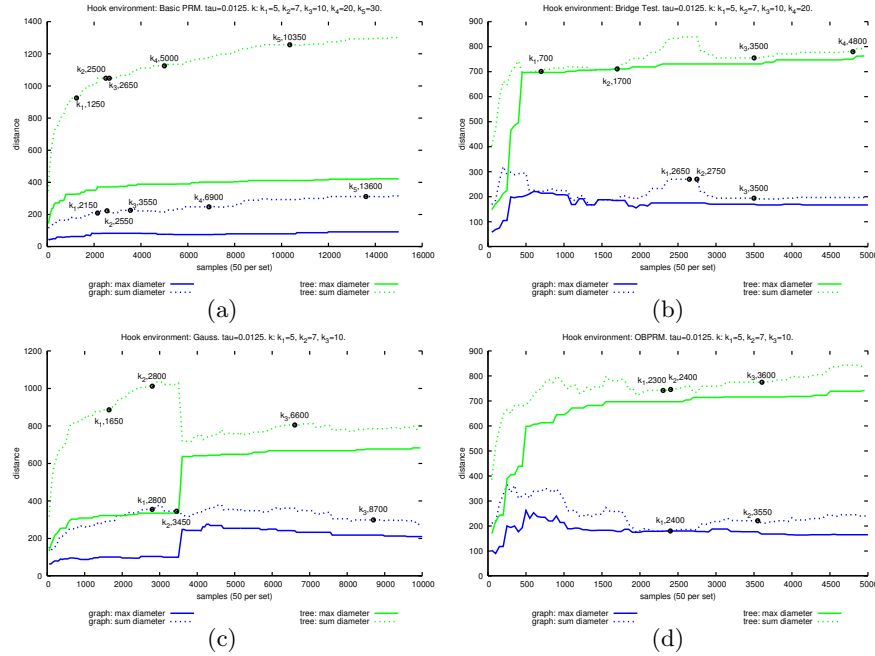 Hook environment: Basic PRM. tau=0.0125. k: k1=5, k2=7, k3=10, k4=20, k5=30.
1400
1200
1000
800
600
400
200
0
distance
k1,1250
k2,2500
k3,2650
k4,5000
k5,10350
k1,2150
k2,2550
k3,3550
k4,6900
k5,13600
0 2000 4000 6000 8000 10000 12000 14000 16000
samples (50 per set)
graph: max diameter
graph: sum diameter
tree: max diameter
tree: sum diameter
(a)
Hook environment: Bridge Test. tau=0.0125. k: k1=5, k2=7, k3=10, k4=20.
900
800
700
600
500
400
300
200
100
0
distance
k1,700
k2,1700
k3,3500
k4,4800
k1,2650
k2,2750
k3,3500
0 500 1000 1500 2000 2500 3000 3500 4000 4500 5000
samples (50 per set)
graph: max diameter
graph: sum diameter
tree: max diameter
tree: sum diameter
(b)
Hook environment: Gauss. tau=0.0125. k: k1=5, k2=7, k3=10.
1200
1000
800
600
400
200
0
distance
k1,1650
k2,2800
k3,6600
k1,2800
k2,3450
k3,8700
0 1000 2000 3000 4000 5000 6000 7000 8000 9000 10000
samples (50 per set)
graph: max diameter
graph: sum diameter
tree: max diameter
tree: sum diameter
(c)
Hook environment: OBPRM. tau=0.0125. k: k1=5, k2=7, k3=10.
900
800
700
600
500
400
300
200
100
0
distance
k1,2300
k2,2400
k3,3600
k1,2400
k2,3550
0 500 1000 1500 2000 2500 3000 3500 4000 4500 5000
samples (50 per set)
graph: max diameter
graph: sum diameter
tree: max diameter
tree: sum diameter
(d)